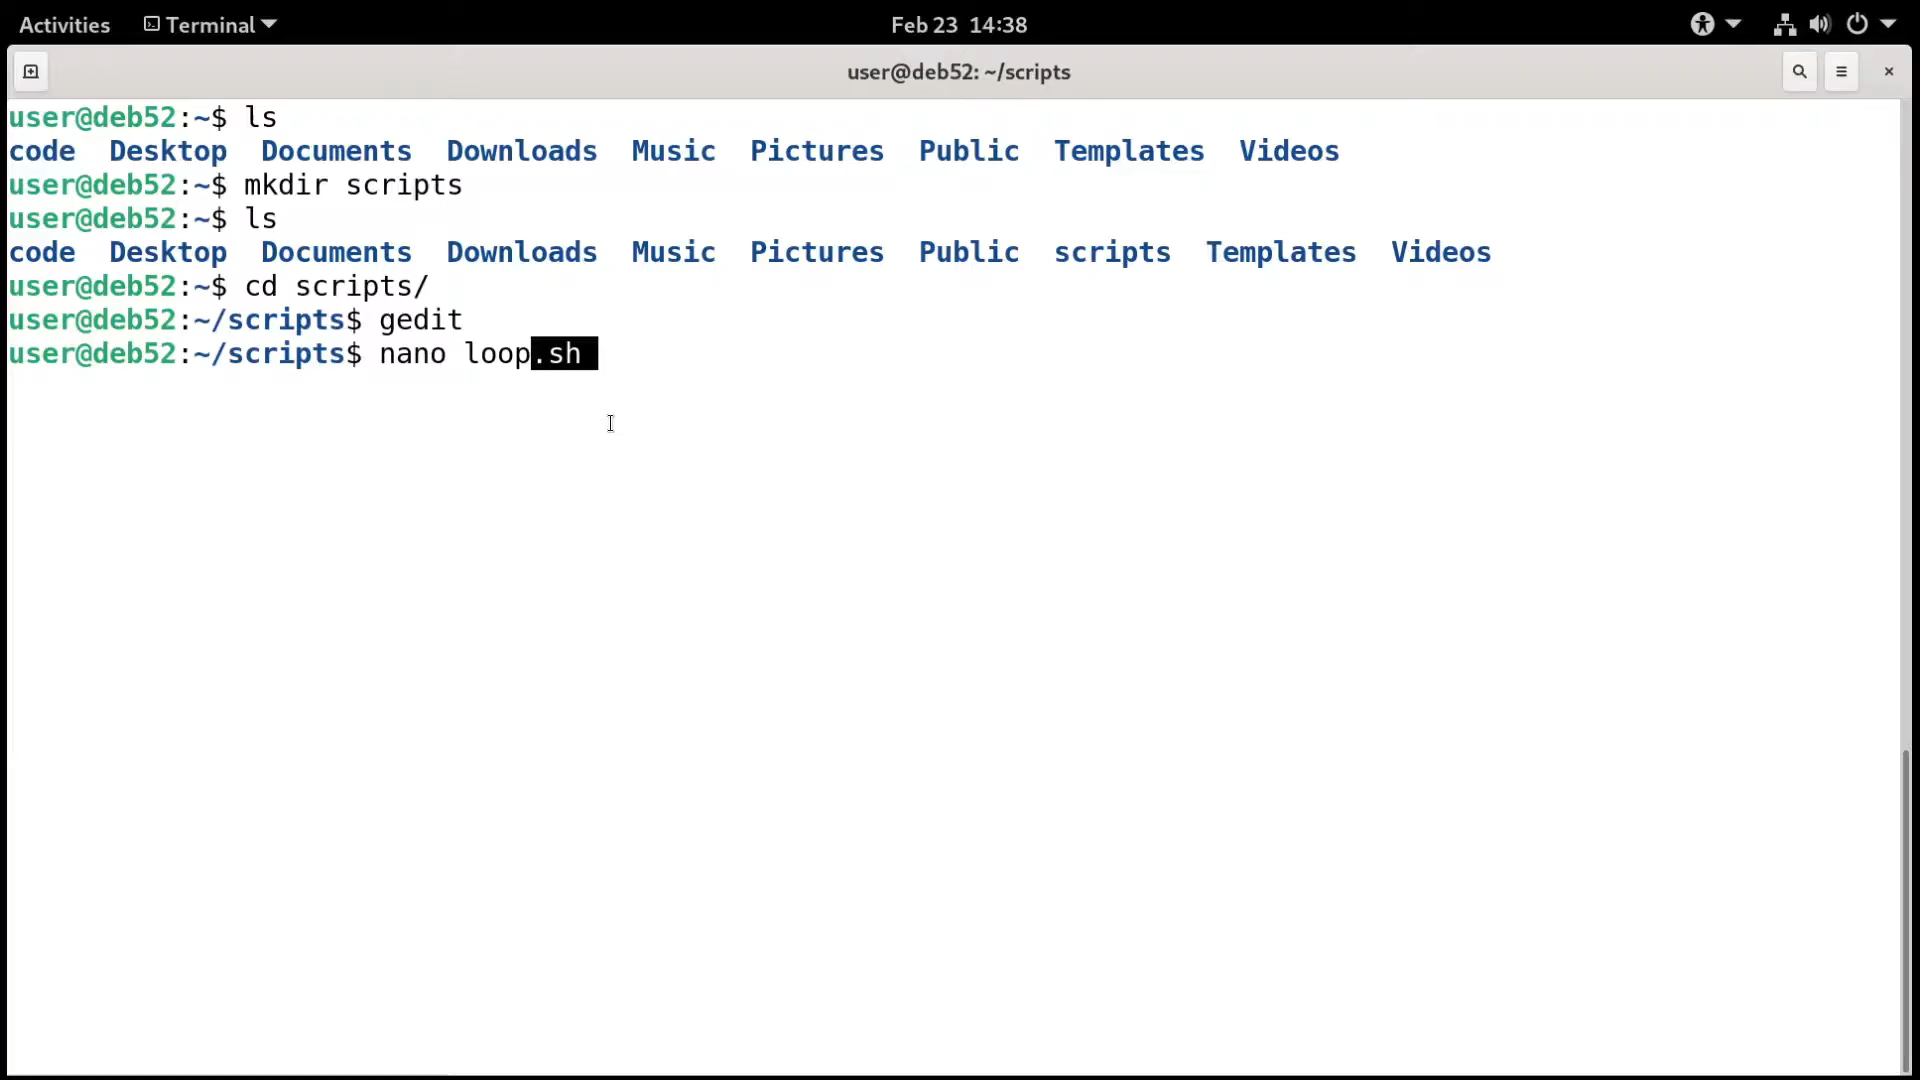 Activities Terminal Feb 23 14:38
user@deb52: ~/scripts
user@deb52:~$ ls
code Desktop Documents Downloads Music Pictures Public Templates Videos
user@deb52:~$ mkdir scripts
user@deb52:~$ ls
code Desktop Documents Downloads Music Pictures Public scripts Templates Videos
user@deb52:~$ cd scripts/
user@deb52:~/scripts$ gedit
user@deb52:~/scripts$ nano loop.sh